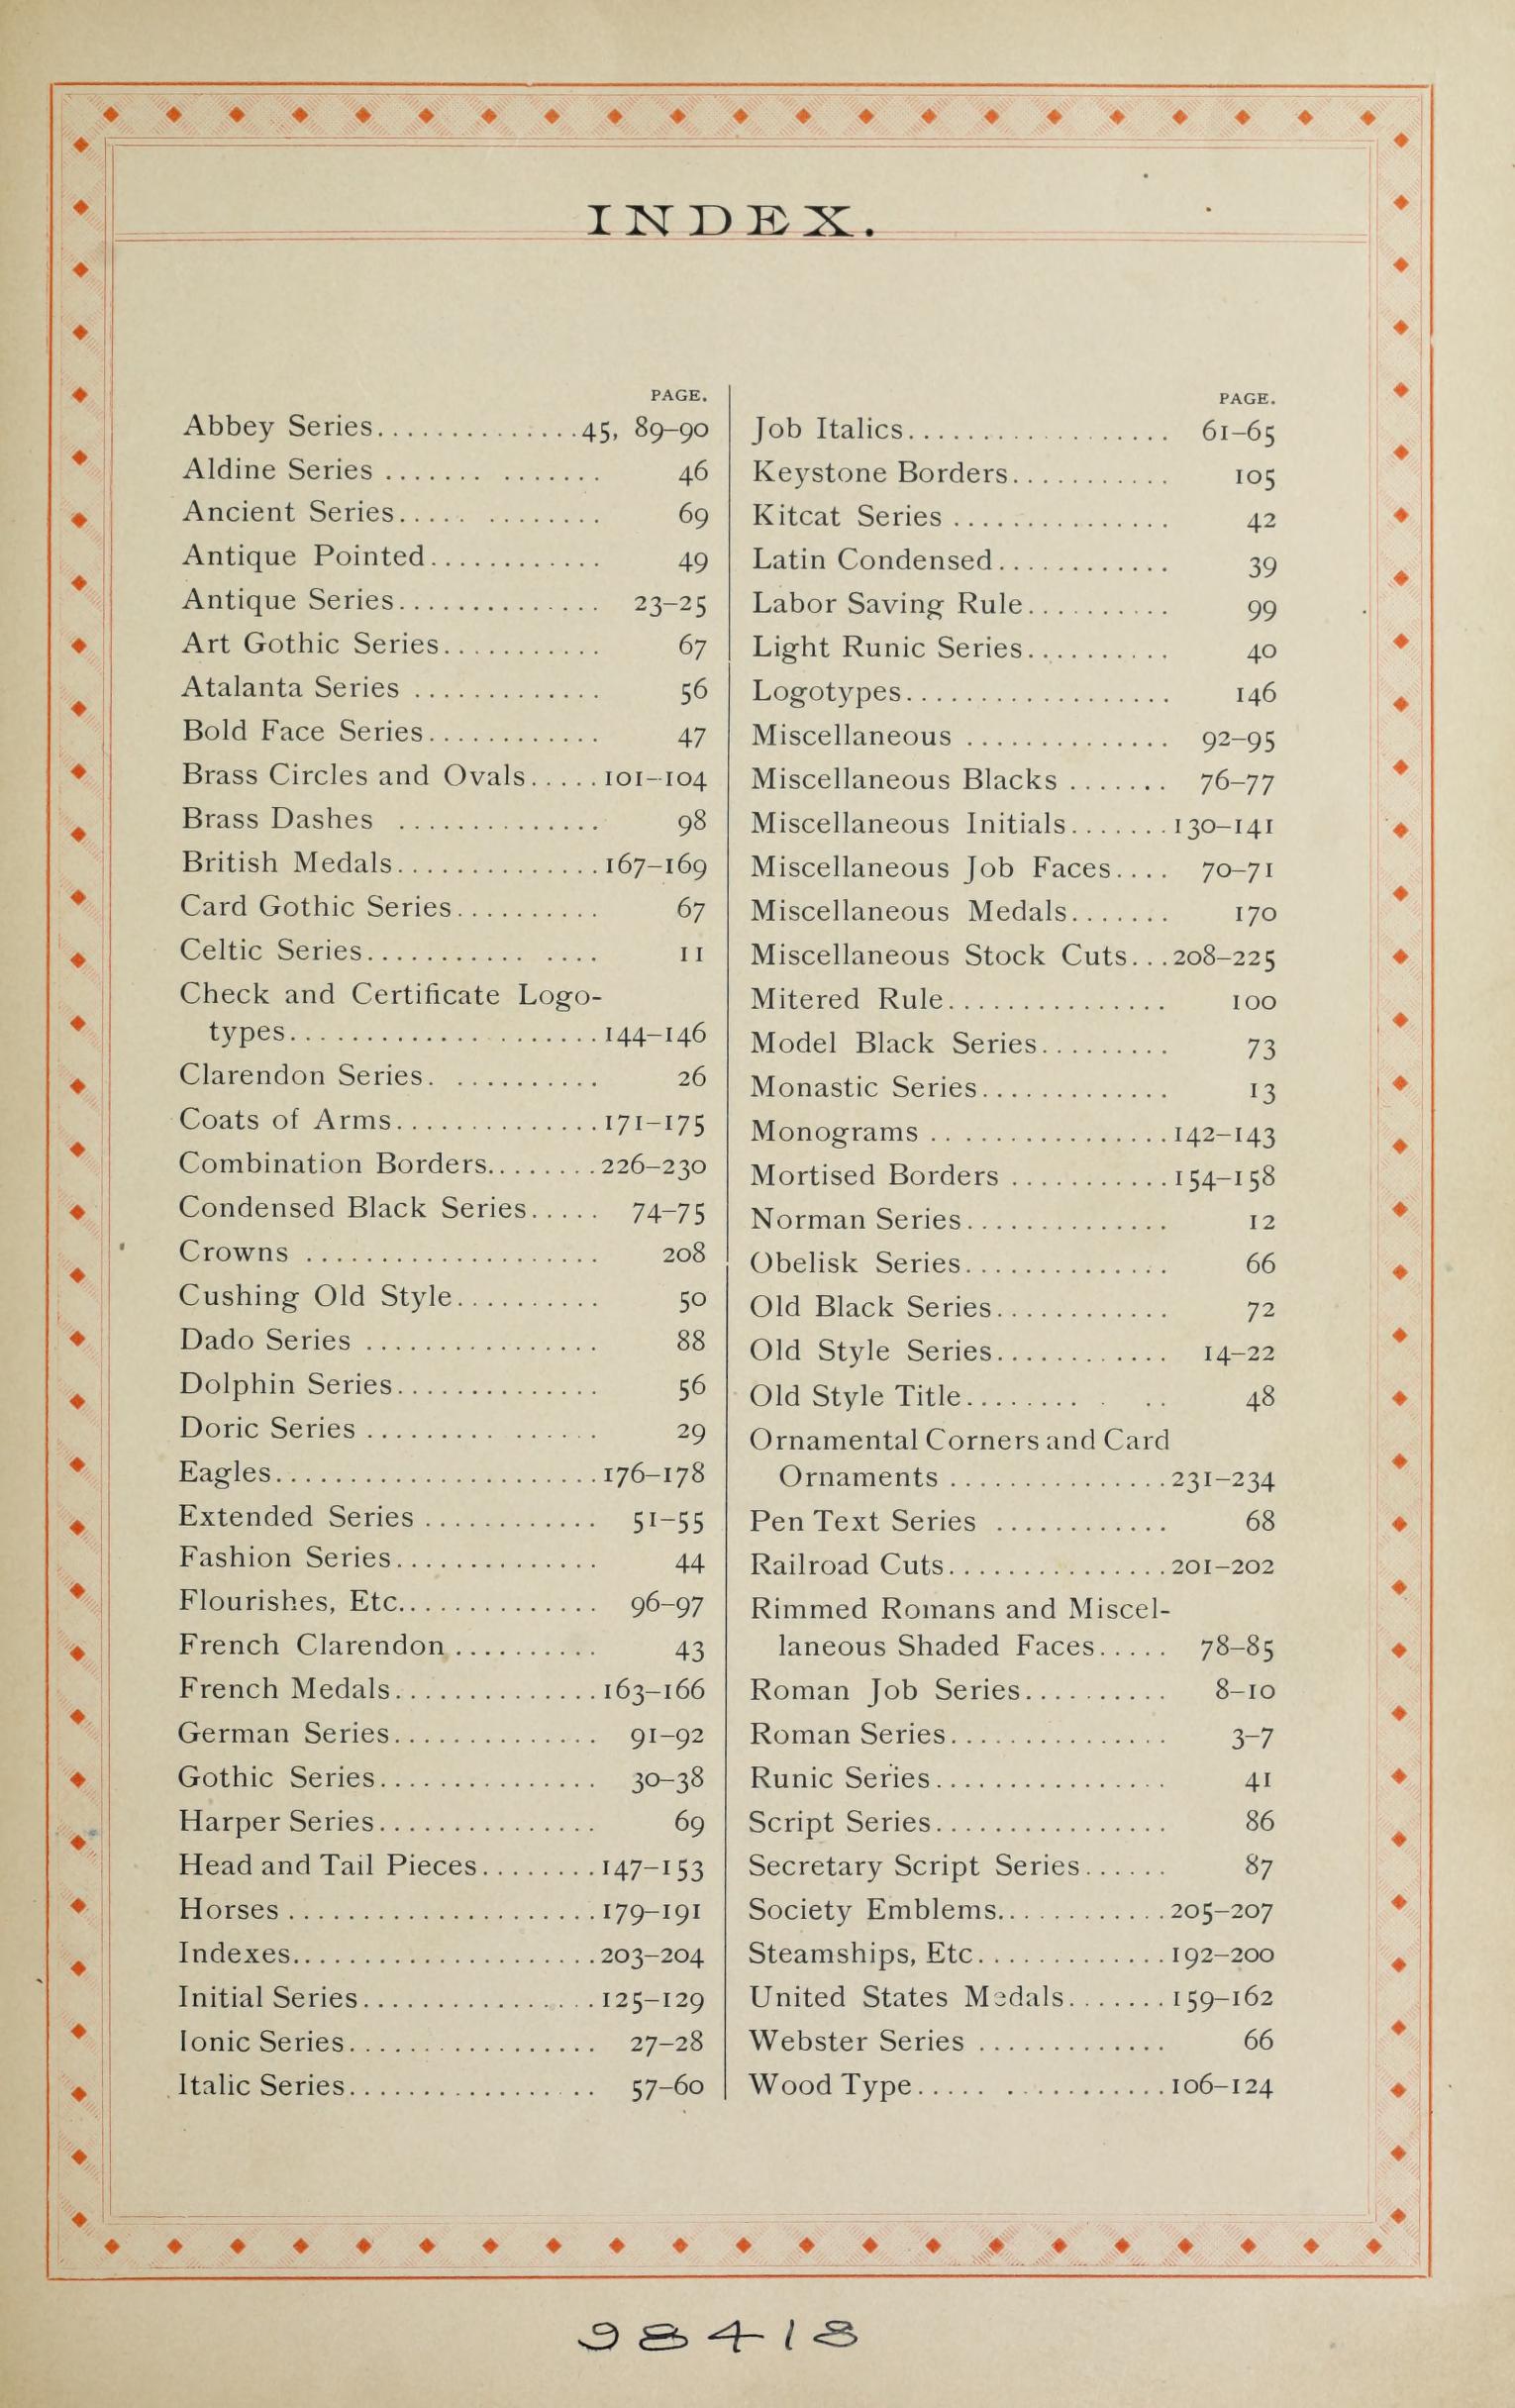 INDEX.
PAGE.
Abbey Series..............45, 89–90
Aldine Series .............. 46
Ancient Series.............. 69
Antique Pointed............ 49
Antique Series.............. 23–25
Art Gothic Series........... 67
Atalanta Series ............. 56
Bold Face Series............ 47
Brass Circles and Ovals.....101–104
Brass Dashes .............. 98
British Medals..............167–169
Card Gothic Series.......... 67
Celtic Series............... 11
Check and Certificate Logo-
types.....................144–146
Clarendon Series. .......... 26
Coats of Arms..............171–175
Combination Borders........226–230
Condensed Black Series..... 74–75
Crowns .................... 208
Cushing Old Style.......... 50
Dado Series ................ 88
Dolphin Series.............. 56
Doric Series ............... 29
Eagles......................176–178
Extended Series ............ 51–55
Fashion Series.............. 44
Flourishes, Etc.............. 96–97
French Clarendon.......... 43
French Medals..............163–166
German Series.............. 91–92
Gothic Series............... 30–38
Harper Series............... 69
Head and Tail Pieces........147–153
Horses .....................179–191
Indexes.....................203–204
Initial Series................125–129
Ionic Series................. 27–28
Italic Series................. 57–60
PAGE.
Job Italics.................. 61–65
Keystone Borders........... 105
Kitcat Series ............... 42
Latin Condensed............ 39
Labor Saving Rule.......... 99
Light Runic Series.......... 40
Logotypes.................. 146
Miscellaneous .............. 92–95
Miscellaneous Blacks ....... 76–77
Miscellaneous Initials.......130–141
Miscellaneous Job Faces.... 70–71
Miscellaneous Medals....... 170
Miscellaneous Stock Cuts...208–225
Mitered Rule............... 100
Model Black Series......... 73
Monastic Series............. 13
Monograms ................142–143
Mortised Borders ...........154–158
Norman Series.............. 12
Obelisk Series.............. 66
Old Black Series............ 72
Old Style Series............ 14–22
Old Style Title........ . .. 48
Ornamental Corners and Card
Ornaments ...............231–234
Pen Text Series ............ 68
Railroad Cuts...............201–202
Rimmed Romans and Miscel-
laneous Shaded Faces..... 78–85
Roman Job Series.......... 8–10
Roman Series............... 3–7
Runic Series................ 41
Script Series................ 86
Secretary Script Series...... 87
Society Emblems............205–207
Steamships, Etc.............192–200
United States Medals.......159–162
Webster Series ............. 66
Wood Type..... ...........106–124
98418